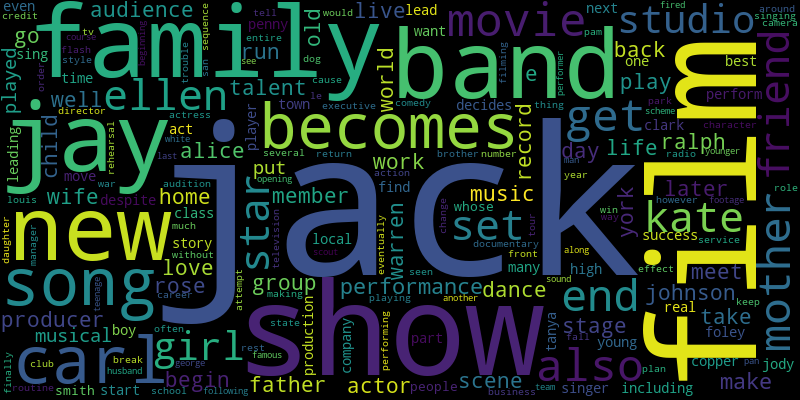 jack
film
show
family
band
jay
new
song
carl
movie
becomes
studio
star
set
end
also
kate
mother
friend
get
ellen
girl
audience
go
sing
played
old
run
live
lead
talent
world
play
back
life
ralph
day
work
record
music
member
performance
dance
group
father
actor
scene
stage
producer
musical
begin
rose
love
home
wife
well
child
alice
act
put
warren
york
later
meet
success
johnson
take
make
young
singer
including
people
company
production
local
story
class
boy
start
smith
move
despite
leading
time
even
credit
penny
want
tell
would
next
fired
singing
camera
one
best
e
town
player
find
many
high
whose
decides
clark
perform
park
scheme
character
radio
younger
brother
number
several
return
comedy
executive
performer
thing
filming
pam
entire
dog
cause
le
see
sequence
san
trouble
beginning
flash
style
tv
course
order
director
actress
rehearsal
white
last
war
audition
opening
television
eventually
action
man
year
change
tour
documentary
front
along
seen
sound
playing
another
making
state
rest
famous
attempt
scout
performing
part
tanya
fall
business
team
plan
real
foley
copper
pan
jody
keep
effect
service
however
footage
way
win
role
around
daughter
manager
louis
without
much
career
teenage
often
club
break
husband
george
school
following
routine
finally